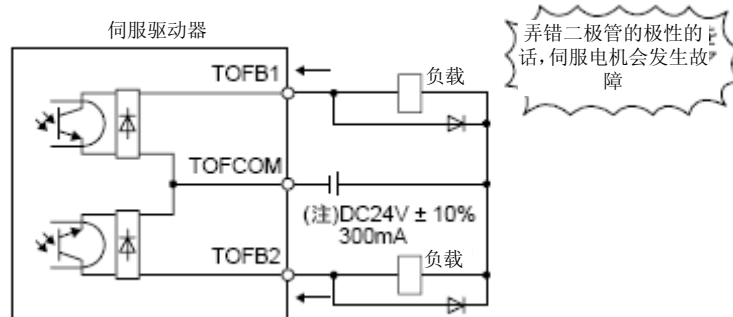 伺服驱动器
弄错二极管的极性的
话,伺服电机会发生故
障
TOFB1
负载
TOFCOM
(注)DC24V ± 10%
300mA
TOFB2
负载